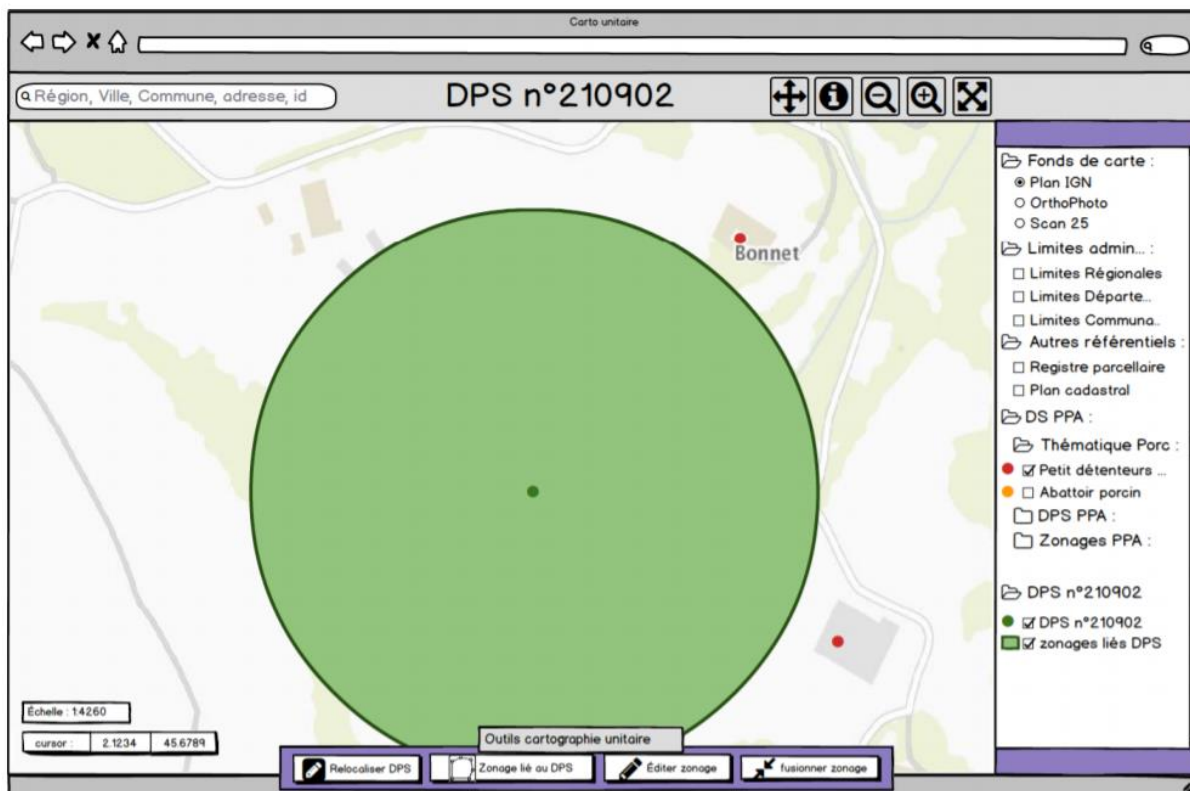 Carto unitaire
Région, Ville, Commune, adresse, id
DPS n°210902
Bonnet
Fonds de carte :
Plan IGN
OrthoPhoto
Scan 25
Limites admin... :
Limites Régionales
Limites Départe...
Limites Communa..
Autres référentiels :
Registre parcellaire
Plan cadastral
DS PPA :
Thématique Porc :
Petit détenteurs ...
Abattoir porcin
DPS PPA :
Zonages PPA :
DPS n°210902
DPS n°210902
zonages liés DPS
Échelle : 1:4260
cursor : 2.1234 45.6789
Outils cartographie unitaire
Relocaliser DPS
Zonage lié au DPS
Éditer zonage
fusionner zonage